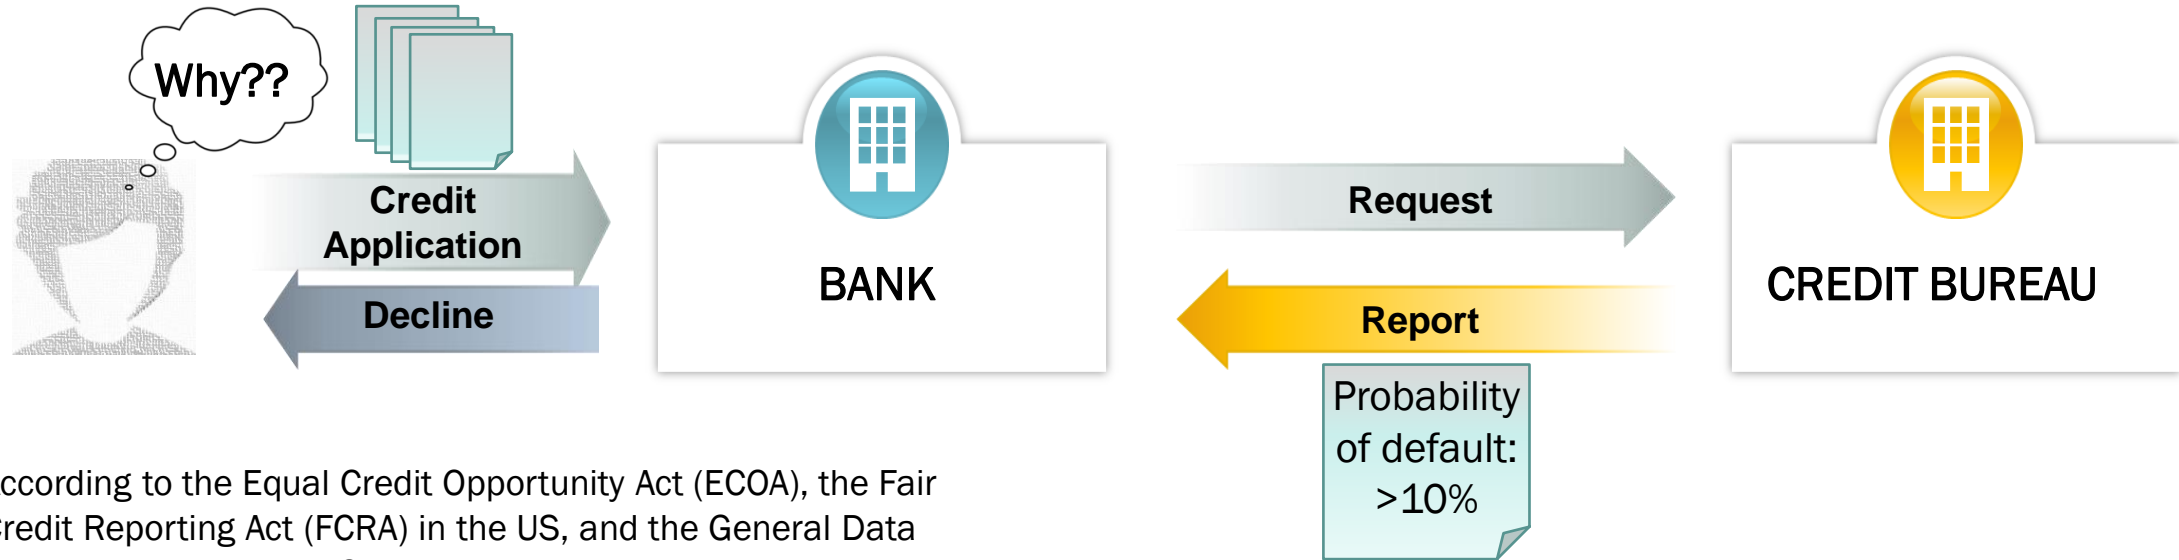 Why??
Credit
Application
Decline
BANK
Request
Report
Probability
of default:
>10%
CREDIT BUREAU
ccording to the Equal Credit Opportunity Act (ECOA), the Fair
redit Reporting Act (FCRA) in the US, and the General Data